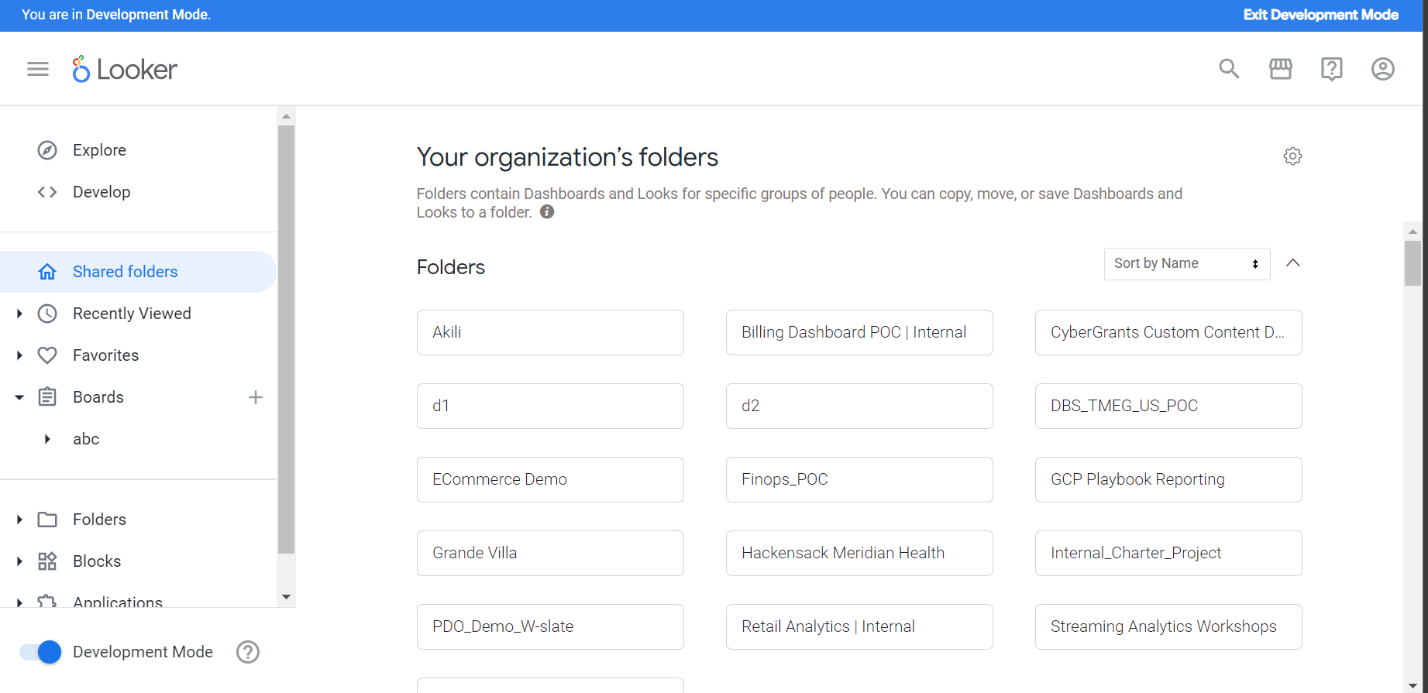 You are in Development Mode.
Exit Development Mode
Looker
Explore
Develop
Shared folders
Recently Viewed
Favorites
Boards
abc
Folders
Blocks
Applications
Development Mode
Your organization’s folders
Folders contain Dashboards and Looks for specific groups of people. You can copy, move, or save Dashboards and
Looks to a folder.
Folders
Sort by Name
Akili
Billing Dashboard POC | Internal
CyberGrants Custom Content D...
d1
d2
DBS_TMEG_US_POC
ECommerce Demo
Finops_POC
GCP Playbook Reporting
Grande Villa
Hackensack Meridian Health
Internal_Charter_Project
PDO_Demo_W-slate
Retail Analytics | Internal
Streaming Analytics Workshops